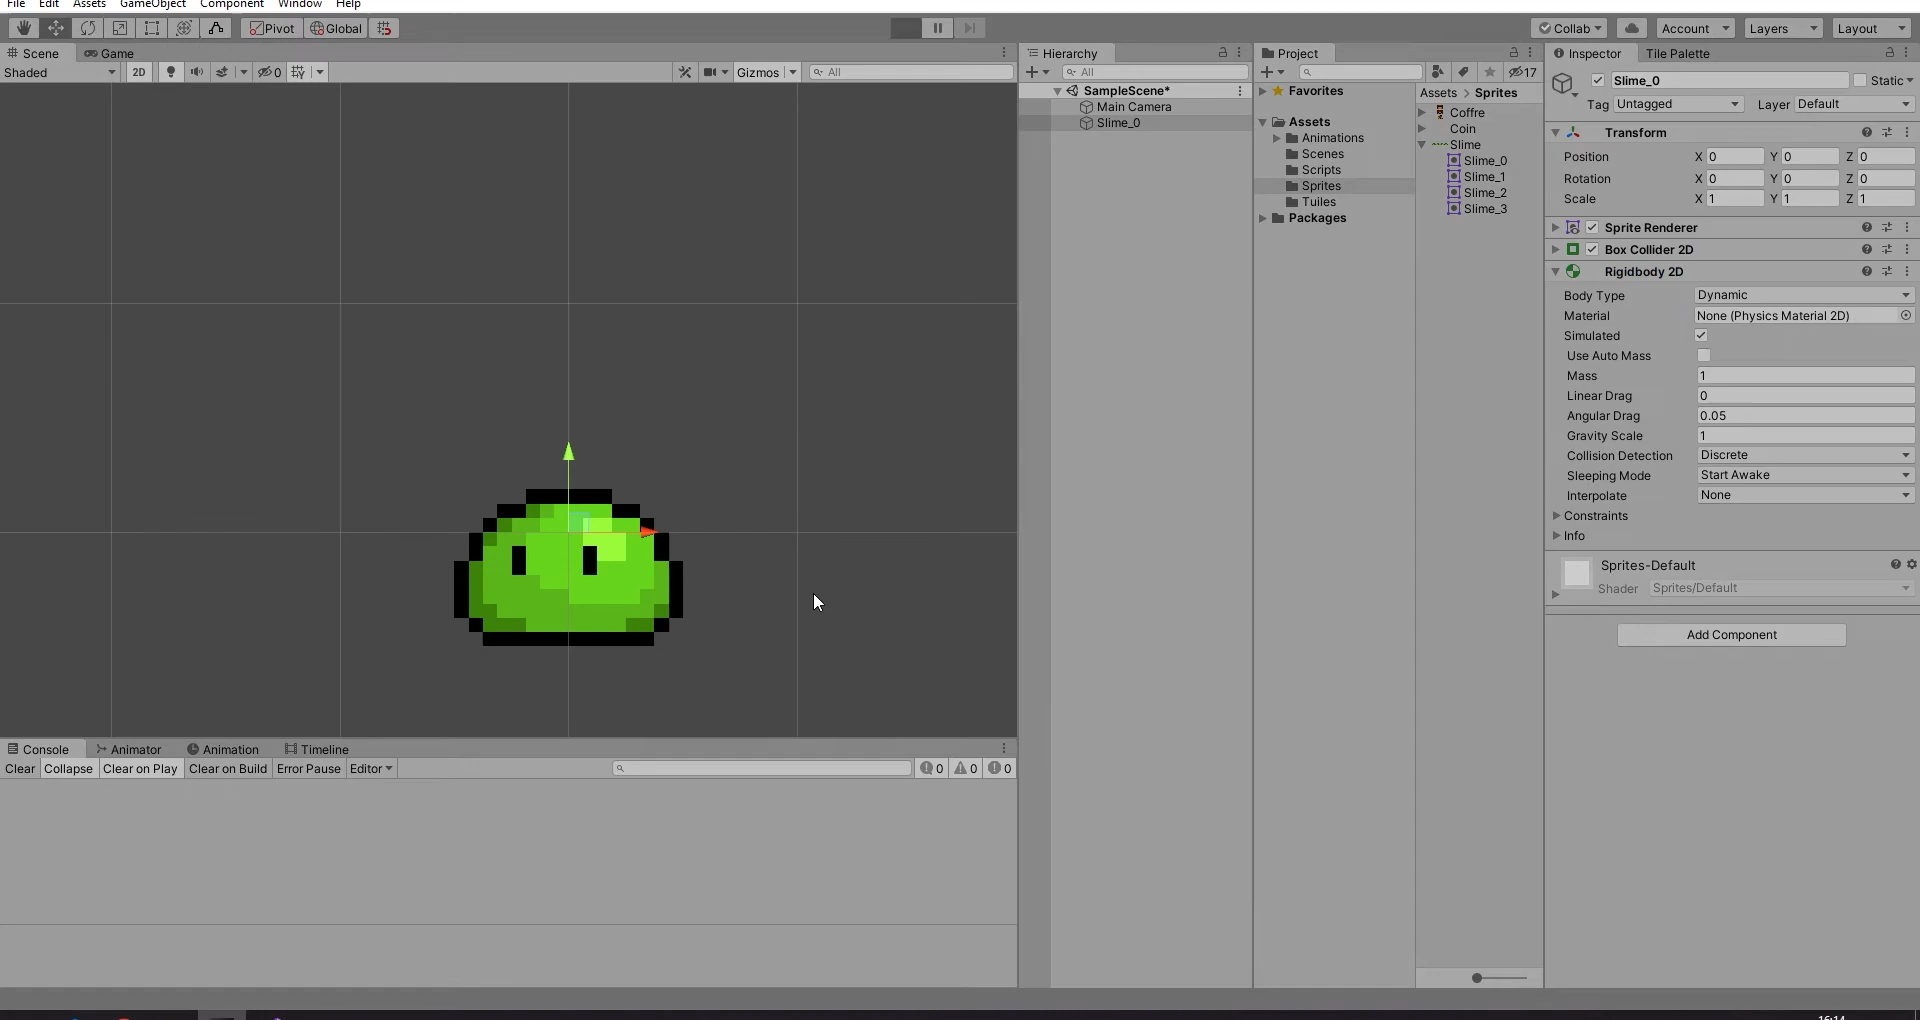 File Edit Assets GameObject Component Window Help
Pivot Global Collab Account Layers Layout
Scene Game
Shaded 2D 0 Gizmos All
Hierarchy
All
SampleScene*
Main Camera
Slime_0
Project
17
Favorites
Assets
Animations
Scenes
Scripts
Sprites
Tuiles
Packages
Assets > Sprites
Coffre
Coin
Slime
Slime_0
Slime_1
Slime_2
Slime_3
Inspector Tile Palette
Slime_0 Static
Tag Untagged Layer Default
Transform
Position X 0 Y 0 Z 0
Rotation X 0 Y 0 Z 0
Scale X 1 Y 1 Z 1
Sprite Renderer
Box Collider 2D
Rigidbody 2D
Body Type Dynamic
Material None (Physics Material 2D)
Simulated
Use Auto Mass
Mass 1
Linear Drag 0
Angular Drag 0.05
Gravity Scale 1
Collision Detection Discrete
Sleeping Mode Start Awake
Interpolate None
Constraints
Info
Sprites-Default
Shader Sprites/Default
Add Component
Console Animator Animation Timeline
Clear Collapse Clear on Play Clear on Build Error Pause Editor 0 0 0